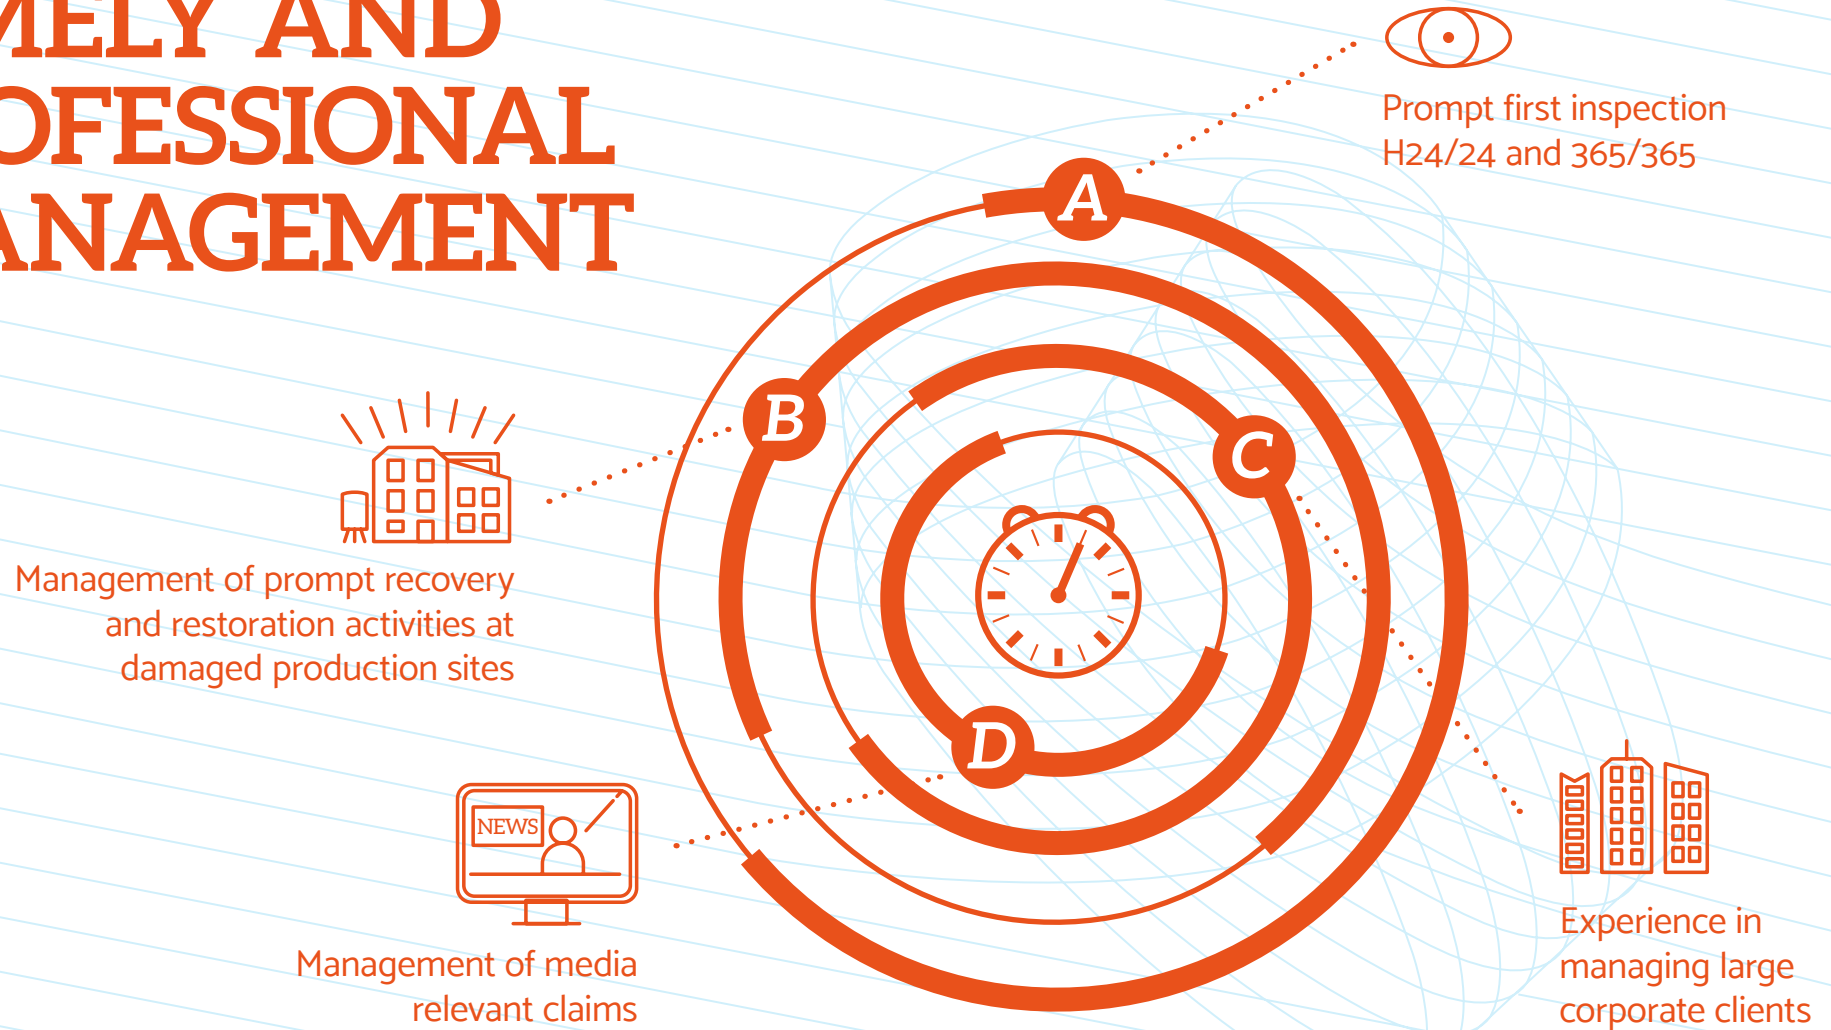 MELY AND
OFESSIONAL
ANAGEMENT
Prompt first inspection
H24/24 and 365/365
A
B
C
D
Management of prompt recovery
and restoration activities at
damaged production sites
NEWS
Management of media
relevant claims
Experience in
managing large
corporate clients